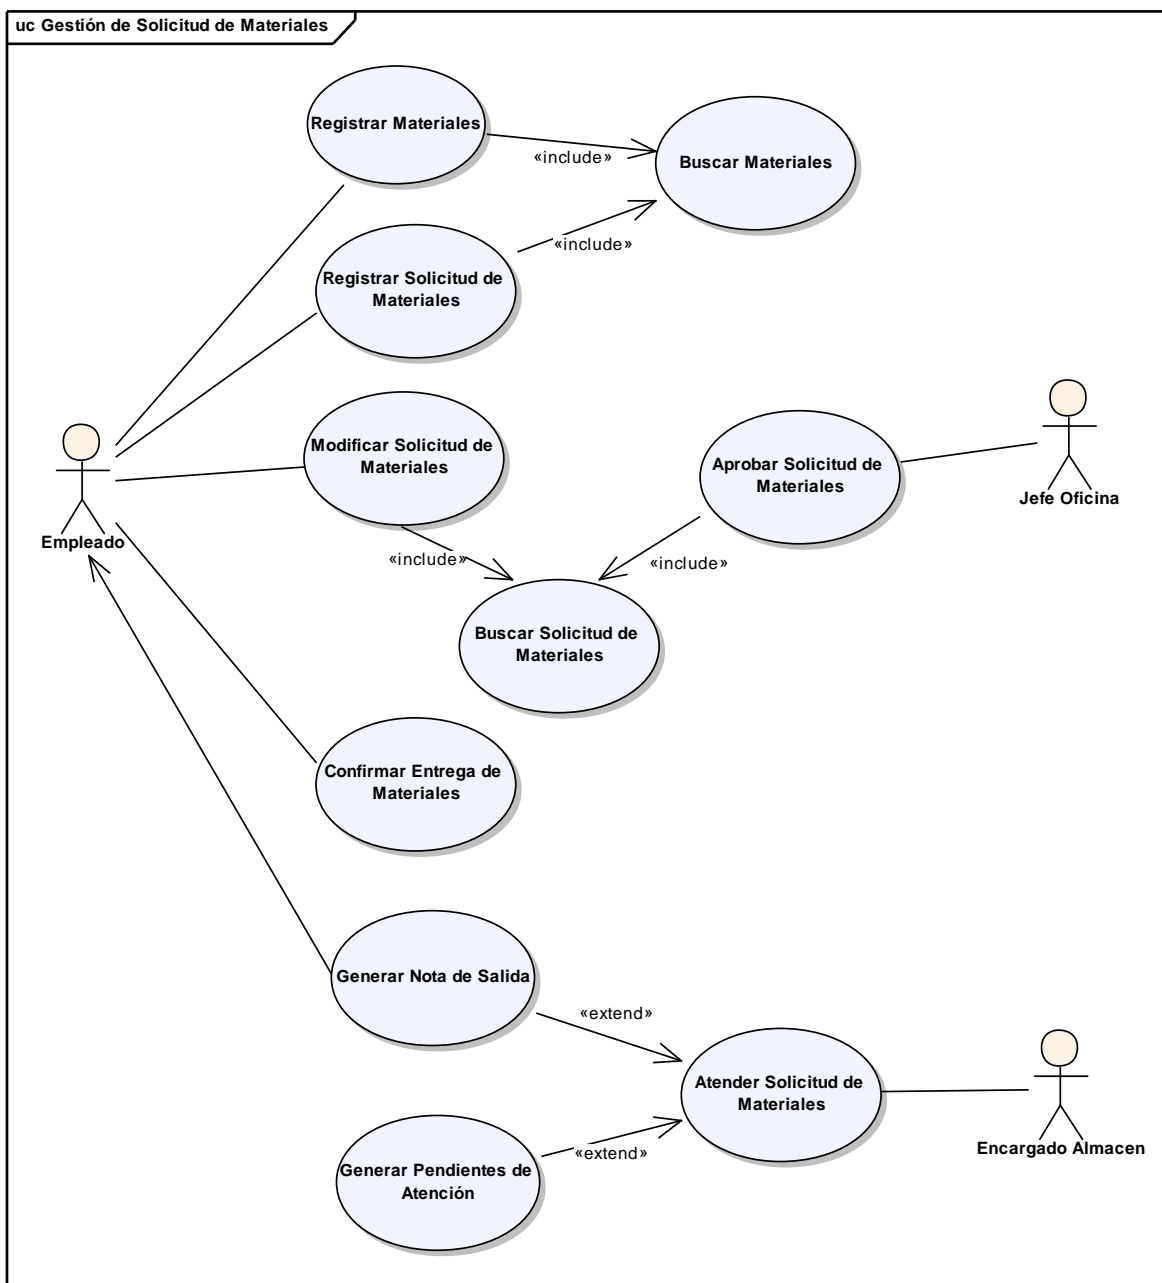 uc Gestión de Solicitud de Materiales
Registrar Materiales
«include»
Buscar Materiales
Registrar Solicitud de
Materiales
«include»
Modificar Solicitud de
Materiales
Aprobar Solicitud de
Materiales
Jefe Oficina
Empleado
«include»
«include»
Buscar Solicitud de
Materiales
Confirmar Entrega de
Materiales
Generar Nota de Salida
«extend»
Atender Solicitud de
Materiales
Encargado Almacen
«extend»
Generar Pendientes de
Atención